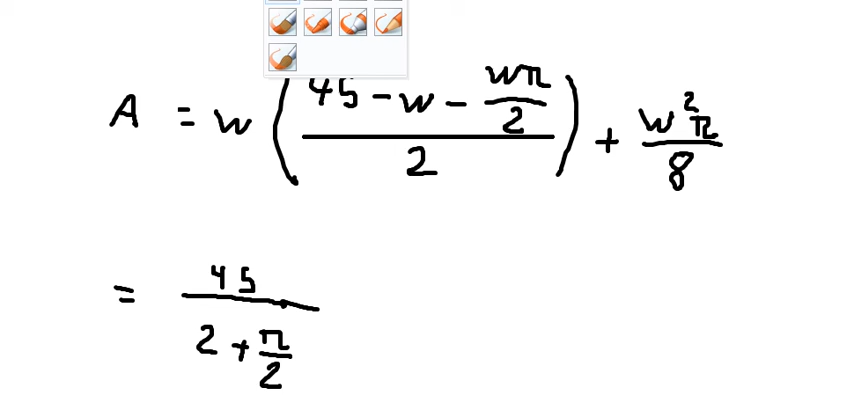 A = w ( (45 - w - wπ/2) / 2 ) + w²π/8
= 45 / (2 + π/2)